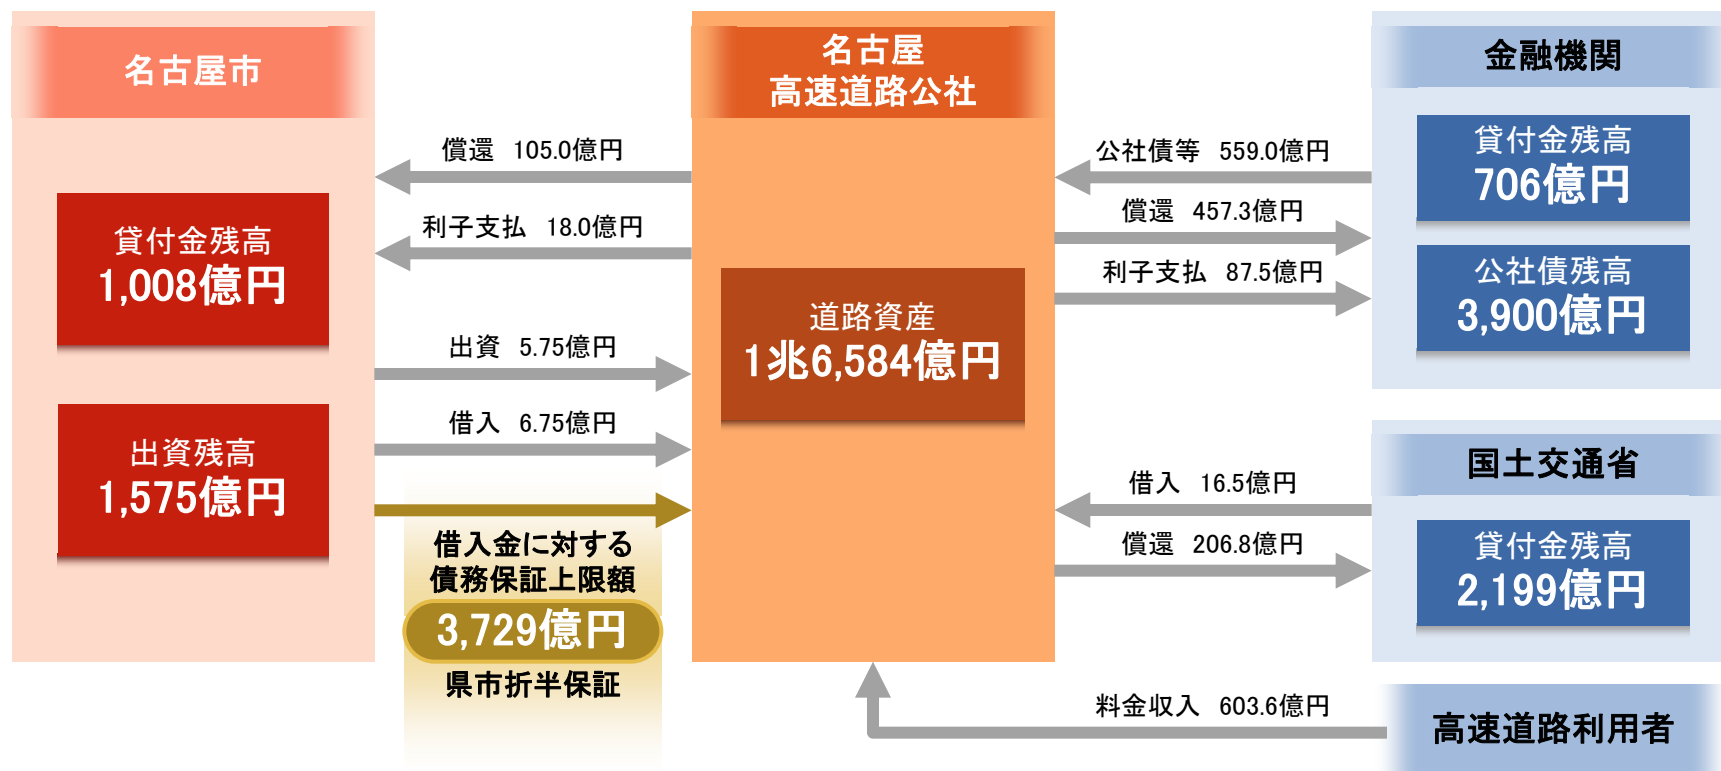 名古屋市
貸付金残高
1,008億円
出資残高
1,575億円
償還 105.0億円
利子支払 18.0億円
出資 5.75億円
借入 6.75億円
借入金に対する
債務保証上限額
3,729億円
県市折半保証
名古屋
高速道路公社
道路資産
1兆6,584億円
公社債等 559.0億円
償還 457.3億円
利子支払 87.5億円
借入 16.5億円
償還 206.8億円
料金収入 603.6億円
金融機関
貸付金残高
706億円
公社債残高
3,900億円
国土交通省
貸付金残高
2,199億円
高速道路利用者